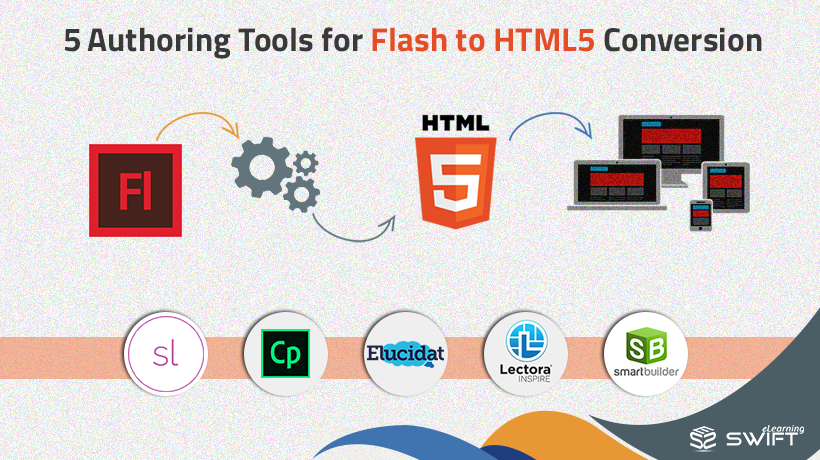 5 Authoring Tools for Flash to HTML5 Conversion
Fl
HTML
5
sl
Cp
Elucidat
Lectora
INSPIRE
SB
smartbuilder
eLearning
SWIFT